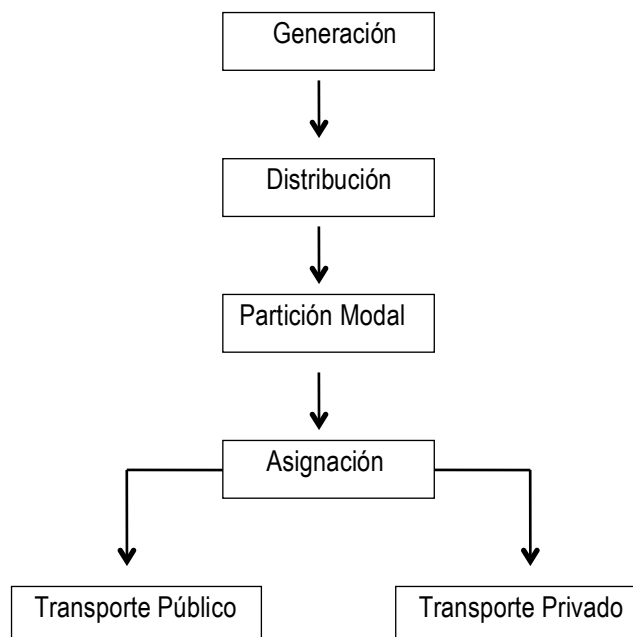 Generación
Distribución
Partición Modal
Asignación
Transporte Público
Transporte Privado